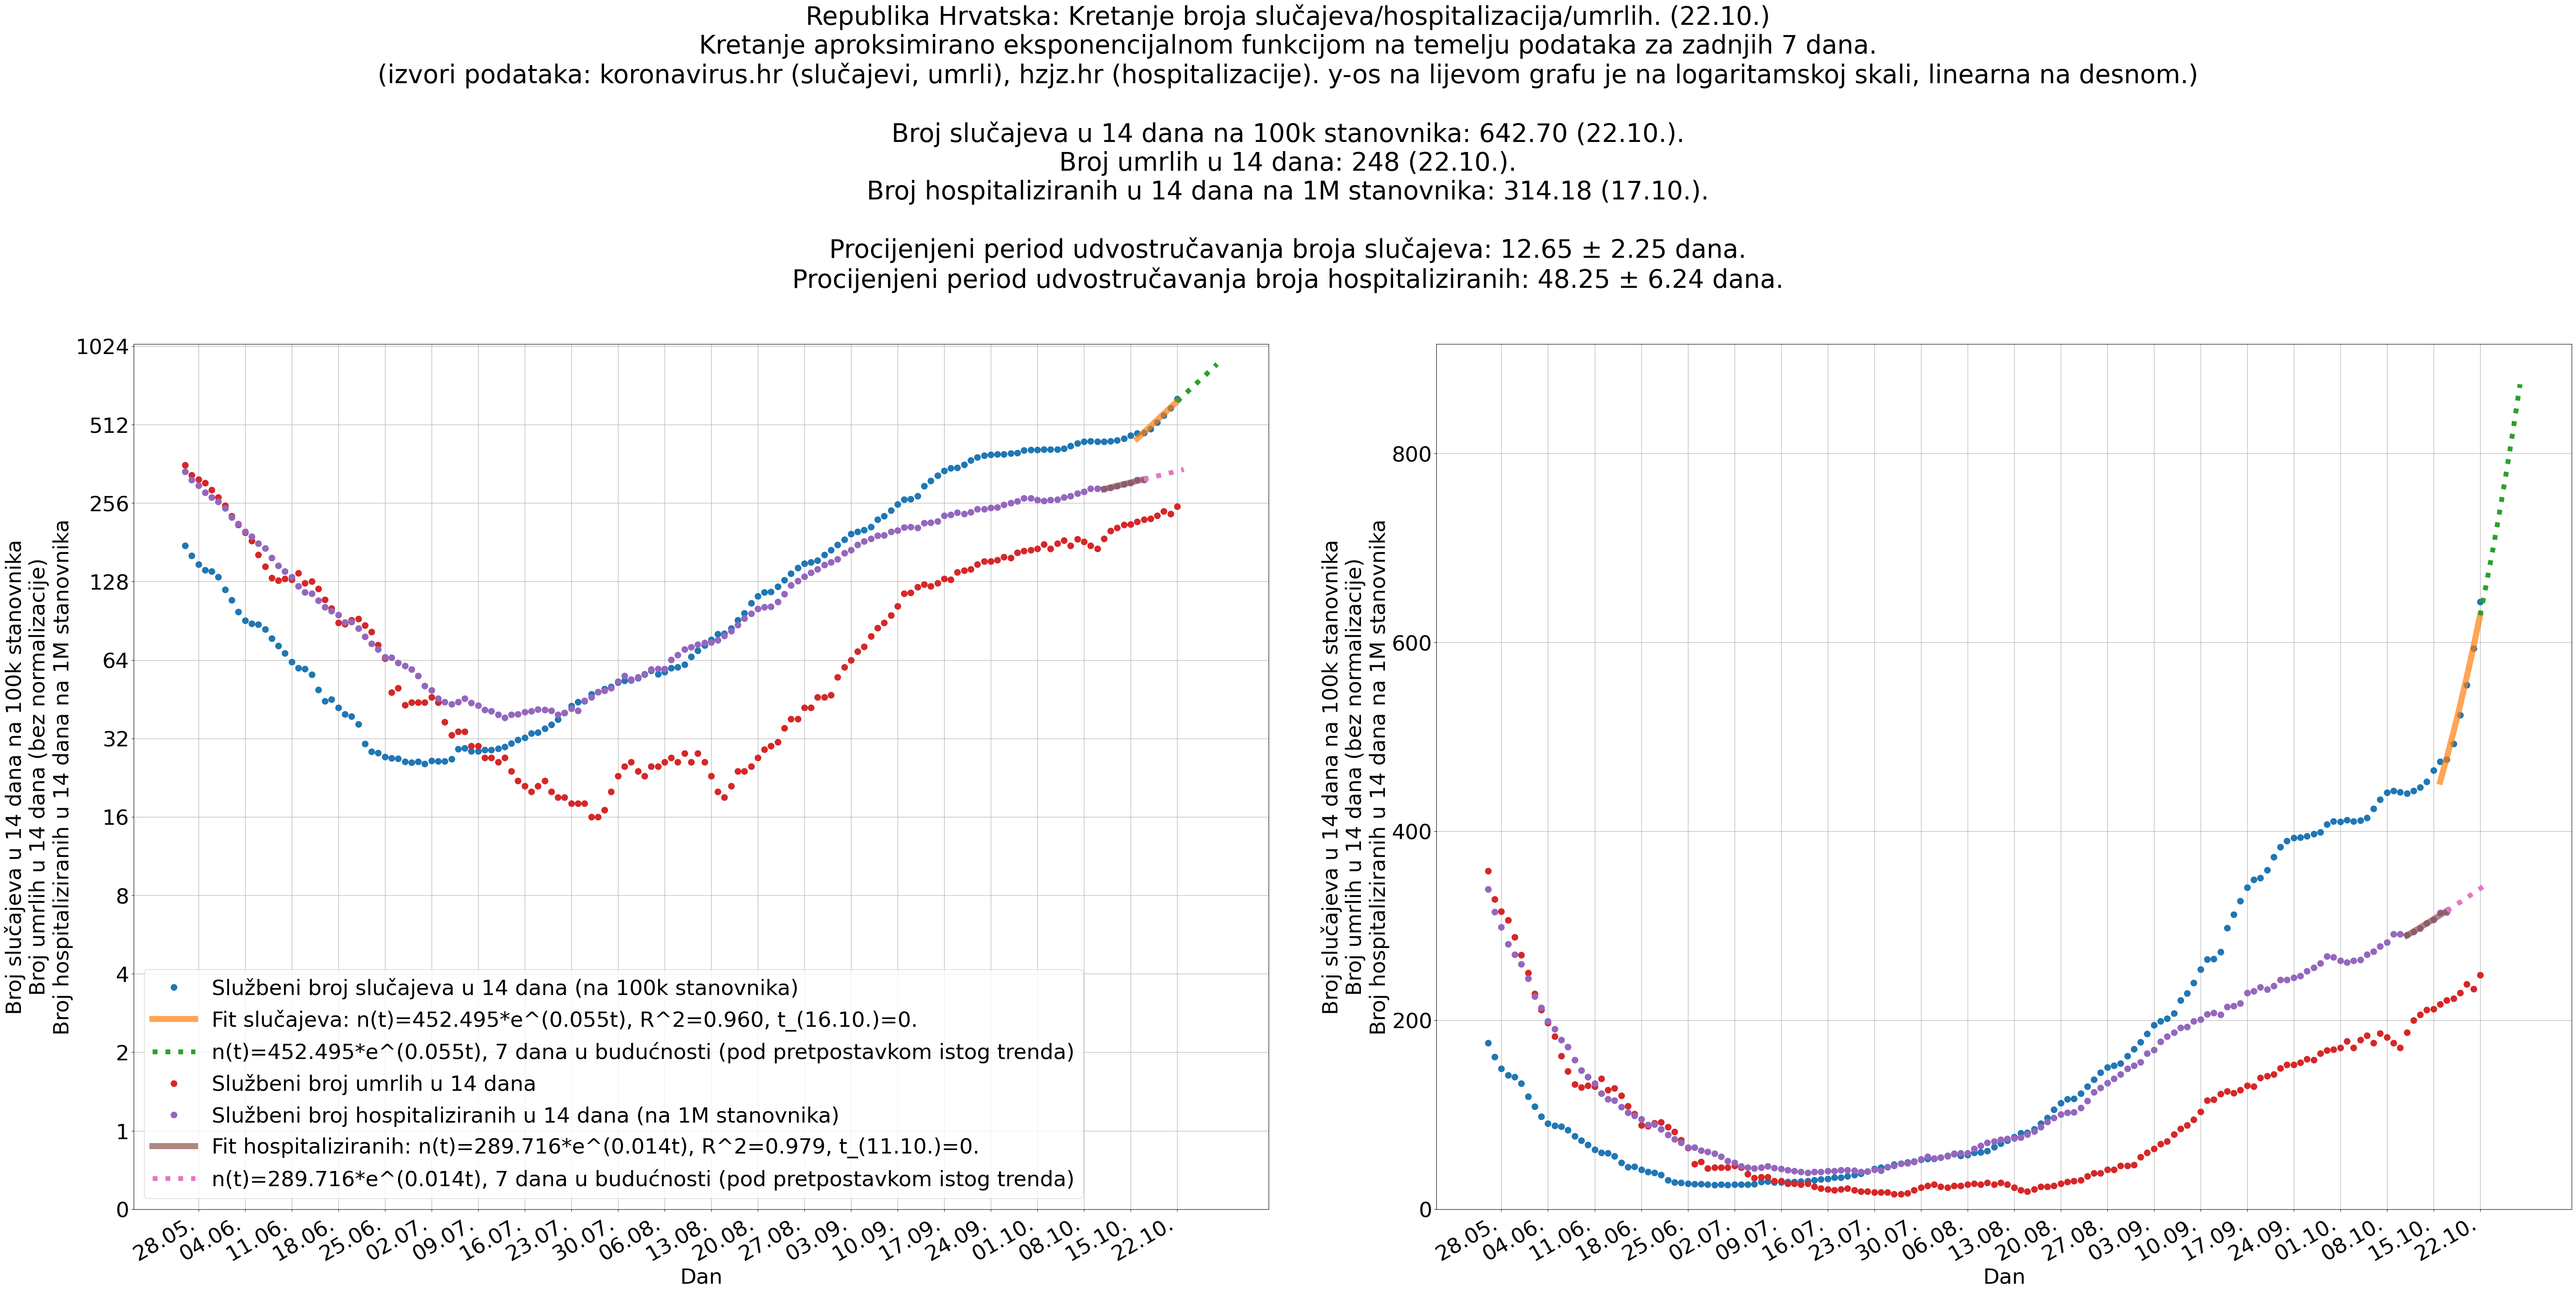 Republika Hrvatska: Kretanje broja slučajeva/hospitalizacija/umrlih. (22.10.)
Kretanje aproksimirano eksponencijalnom funkcijom na temelju podataka za zadnjih 7 dana.
(izvori podataka: koronavirus.hr (slučajevi, umrli), hzjz.hr (hospitalizacije). y-os na lijevom grafu je na logaritamskoj skali, linearna na desnom.)
Broj slučajeva u 14 dana na 100k stanovnika: 642.70 (22.10.).
Broj umrlih u 14 dana: 248 (22.10.).
Broj hospitaliziranih u 14 dana na 1M stanovnika: 314.18 (17.10.).
Procijenjeni period udvostručavanja broja slučajeva: 12.65 ± 2.25 dana.
Procijenjeni period udvostručavanja broja hospitaliziranih: 48.25 ± 6.24 dana.
Broj slučajeva u 14 dana na 100k stanovnika
Broj umrlih u 14 dana (bez normalizacije)
Broj hospitaliziranih u 14 dana na 1M stanovnika
1024
512
256
128
64
32
16
8
4
2
1
0
Službeni broj slučajeva u 14 dana (na 100k stanovnika)
Fit slučajeva: n(t)=452.495*e^(0.055t), R^2=0.960, t_(16.10.)=0.
n(t)=452.495*e^(0.055t), 7 dana u budućnosti (pod pretpostavkom istog trenda)
Službeni broj umrlih u 14 dana
Službeni broj hospitaliziranih u 14 dana (na 1M stanovnika)
Fit hospitaliziranih: n(t)=289.716*e^(0.014t), R^2=0.979, t_(11.10.)=0.
n(t)=289.716*e^(0.014t), 7 dana u budućnosti (pod pretpostavkom istog trenda)
28.05. 04.06. 11.06. 18.06. 25.06. 02.07. 09.07. 16.07. 23.07. 30.07. 06.08. 13.08. 20.08. 27.08. 03.09. 10.09. 17.09. 24.09. 01.10. 08.10. 15.10. 22.10.
Dan
Broj slučajeva u 14 dana na 100k stanovnika
Broj umrlih u 14 dana (bez normalizacije)
Broj hospitaliziranih u 14 dana na 1M stanovnika
800
600
400
200
0
28.05. 04.06. 11.06. 18.06. 25.06. 02.07. 09.07. 16.07. 23.07. 30.07. 06.08. 13.08. 20.08. 27.08. 03.09. 10.09. 17.09. 24.09. 01.10. 08.10. 15.10. 22.10.
Dan